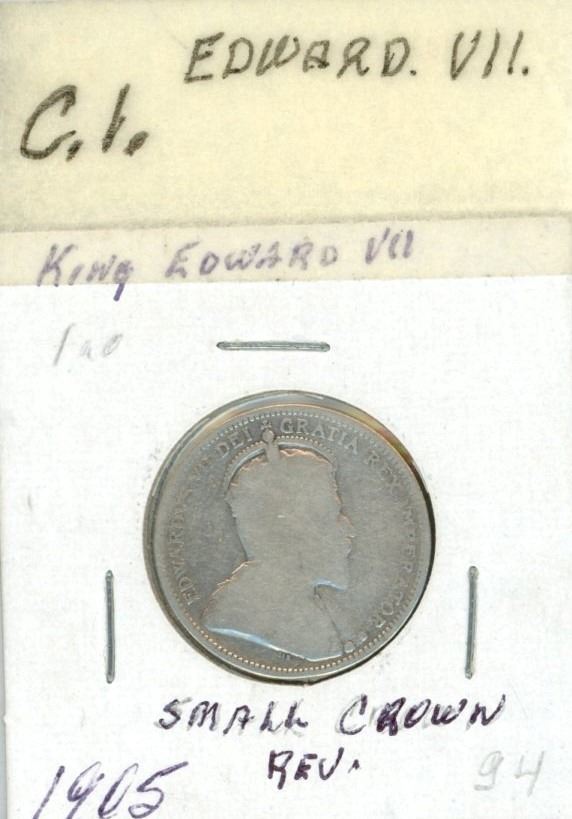 EDWARD. VII.
C.I.
King EDWARD VII
EDWARDVS VII DEI GRATIA REX IMPERATOR
SMALL CROWN
REV.
1905
94